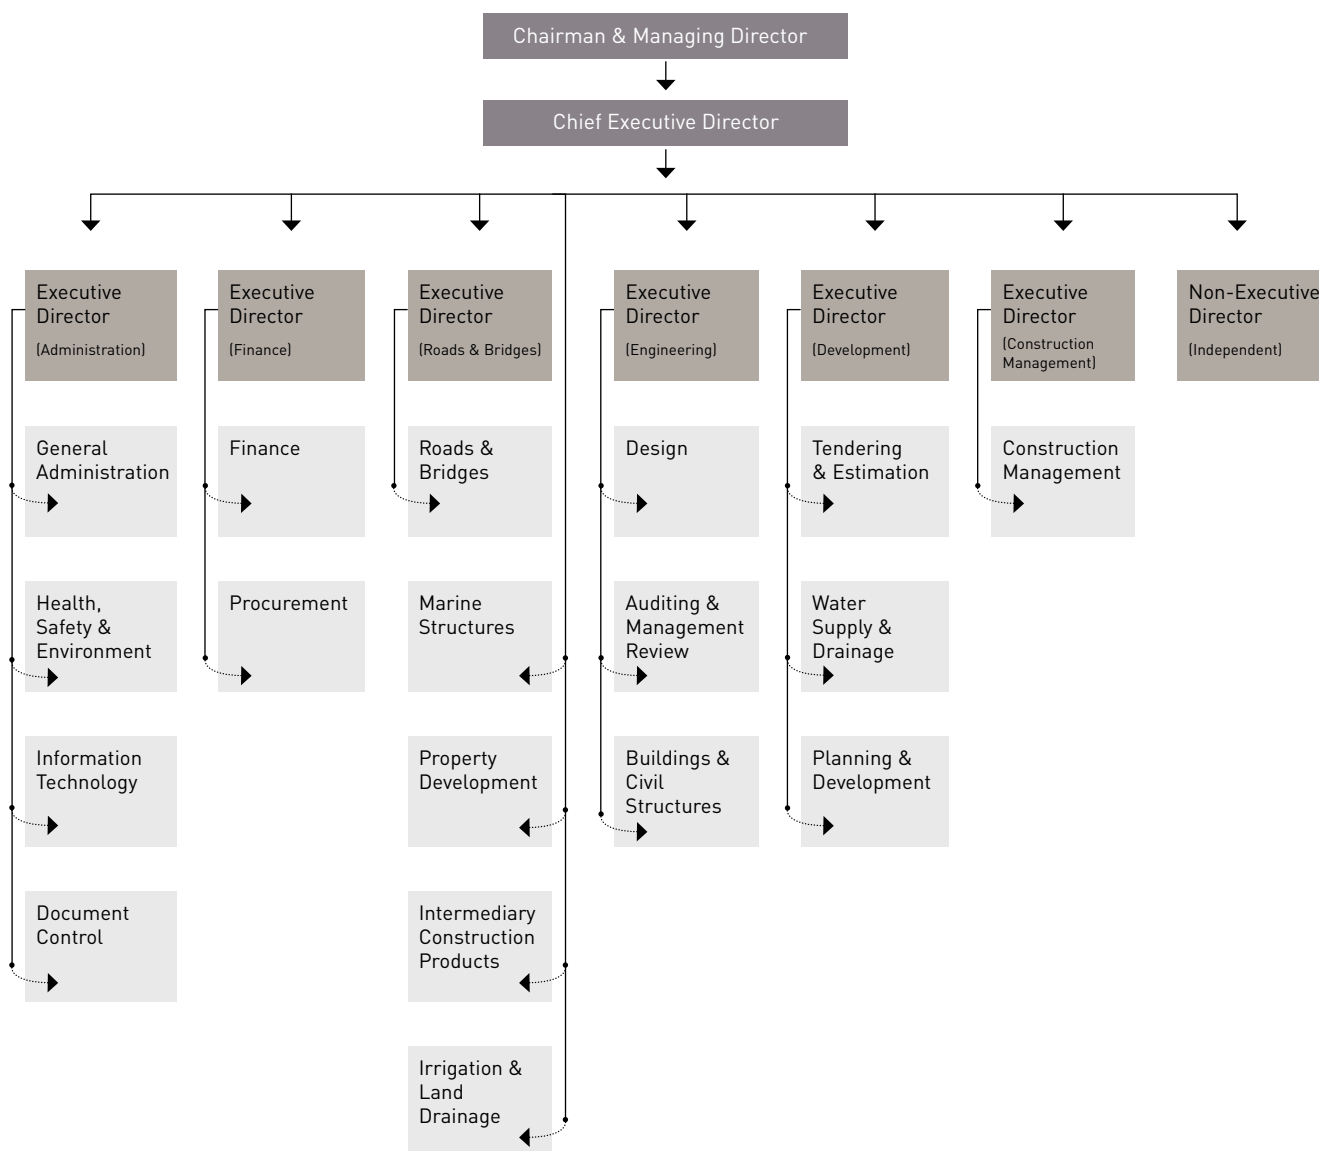 Chairman & Managing Director
Chief Executive Director
Executive
Director
(Administration)
Executive
Director
(Finance)
Executive
Director
(Roads & Bridges)
Executive
Director
(Engineering)
Executive
Director
(Development)
Executive
Director
(Construction
Management)
Non-Executive
Director
(Independent)
General
Administration
Finance
Roads &
Bridges
Design
Tendering
& Estimation
Construction
Management
Health,
Safety &
Environment
Procurement
Marine
Structures
Auditing &
Management
Review
Water
Supply &
Drainage
Information
Technology
Property
Development
Buildings &
Civil
Structures
Planning &
Development
Document
Control
Intermediary
Construction
Products
Irrigation &
Land
Drainage